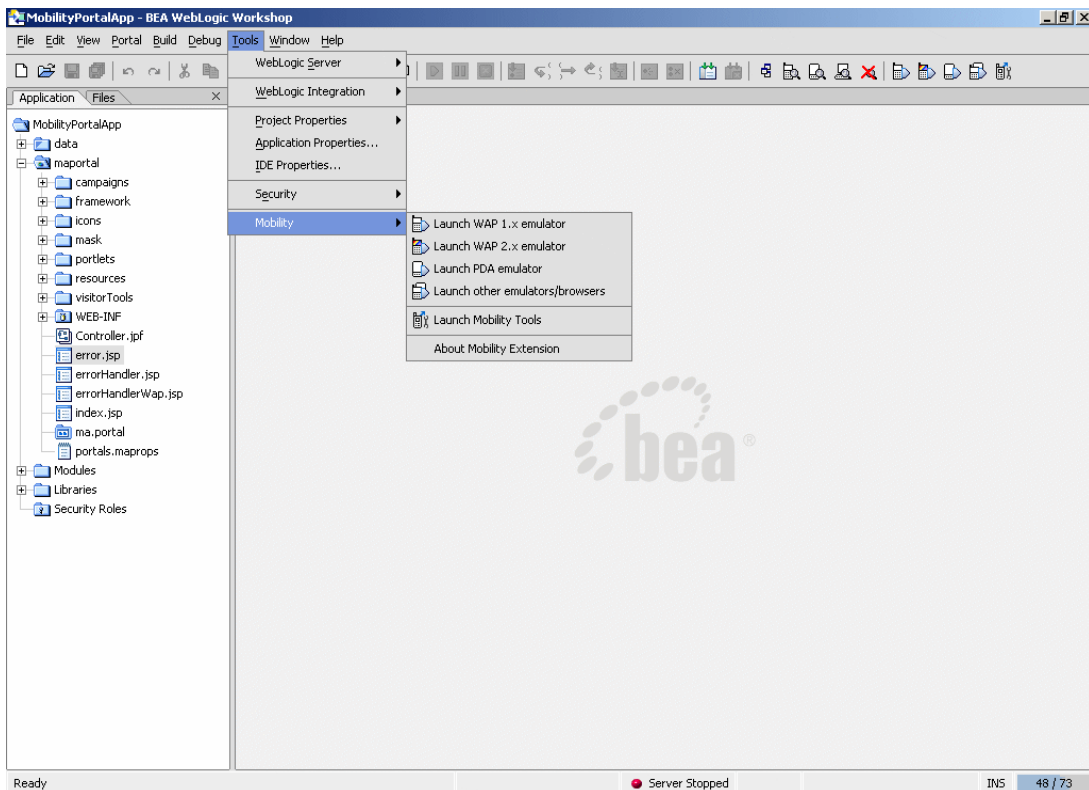 MobilityPortalApp - BEA WebLogic Workshop
File Edit View Portal Build Debug Tools Window Help
Application Files
MobilityPortalApp
data
maportal
campaigns
framework
icons
mask
portlets
resources
visitorTools
WEB-INF
Controller.jpf
error.jsp
errorHandler.jsp
errorHandlerWap.jsp
index.jsp
ma.portal
portals.maprops
Modules
Libraries
Security Roles
WebLogic Server
WebLogic Integration
Project Properties
Application Properties...
IDE Properties...
Security
Mobility
Launch WAP 1.x emulator
Launch WAP 2.x emulator
Launch PDA emulator
Launch other emulators/browsers
Launch Mobility Tools
About Mobility Extension
bea®
Ready Server Stopped INS 48 / 73